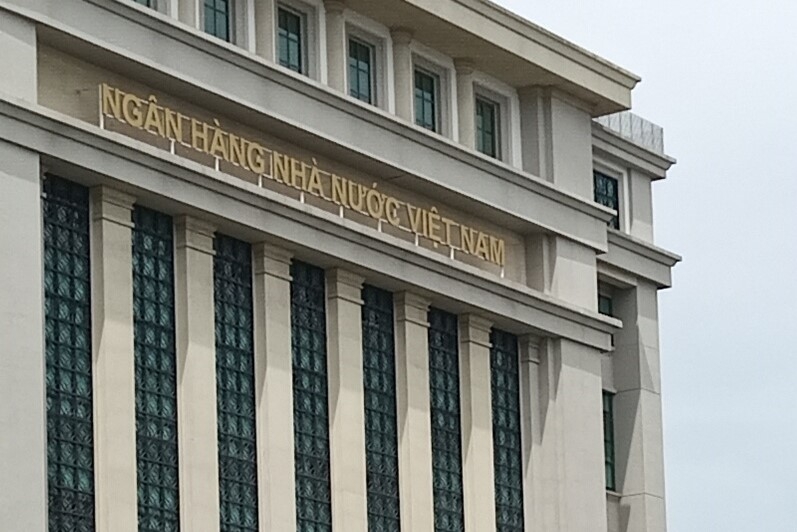 NGÂN HÀNG NHÀ NƯỚC VIỆT NAM